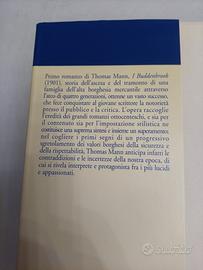 Primo romanzo di Thomas Mann, I Buddenbrook
(1901), storia dell'ascesa e del tramonto di una
famiglia dell'alta borghesia mercantile attraverso
l'arco di quattro generazioni, ottenne un vasto successo,
che fece conquistare al giovane scrittore la notorietà
presso il pubblico e la critica. L'opera raccoglie
l'eredità dei grandi romanzi ottocenteschi, e sia per
il contenuto sia per l'impostazione stilistica ne
costituisce una suprema sintesi e insieme un superamento:
nel cogliere i primi segni di un progressivo
sgretolamento dei valori borghesi della sicurezza e
della rispettabilità, Thomas Mann anticipa infatti le
contraddizioni e le incertezze della nostra epoca, di
cui si rivela interprete e protagonista fra i più lucidi
e appassionati.
subito